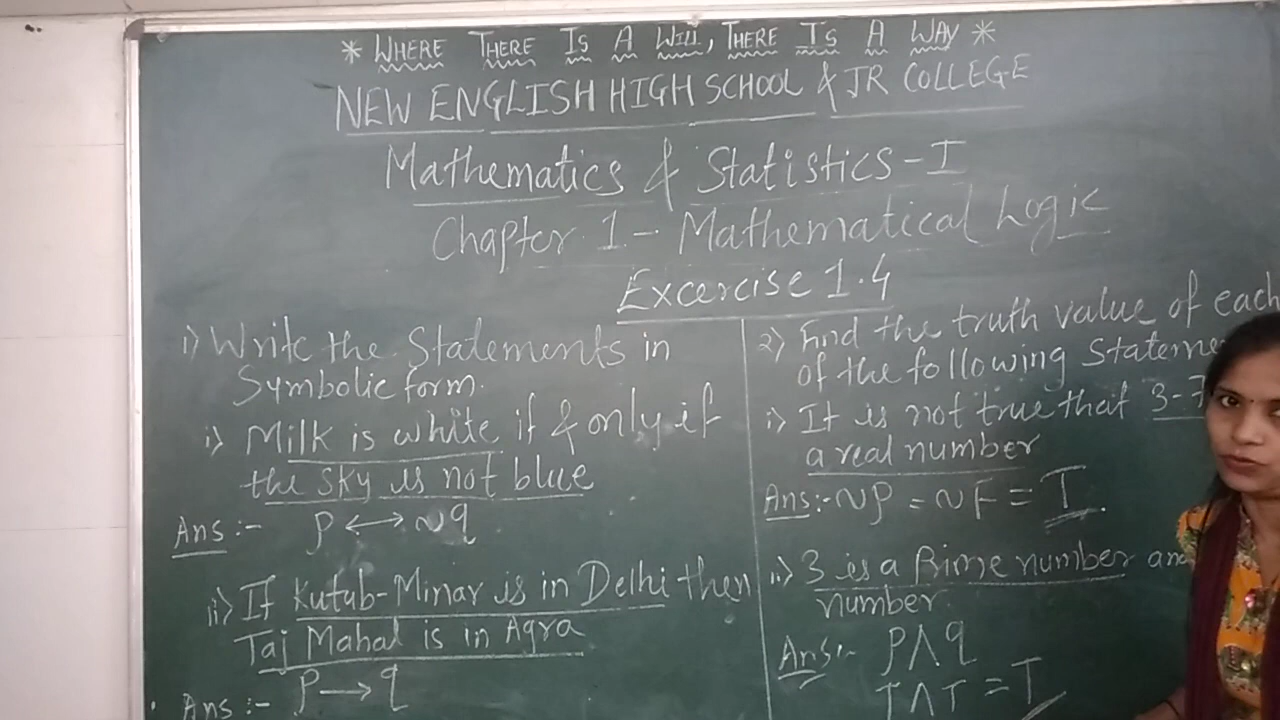 * WHERE THERE IS A WILL, THERE IS A WAY *
NEW ENGLISH HIGH SCHOOL & JR COLLEGE
Mathematics & Statistics-I
Chapter 1- Mathematical Logic
Excercise 1.4
1) Write the Statements in
Symbolic form.
i) Milk is white if & only if
the sky is not blue
Ans:- p ⟷ ~q
ii) If Kutub-Minar is in Delhi then
Taj Mahal is in Agra
Ans:- p ⟶ q
2) Find the truth value of each
of the following
i) It is not true that 3-7
a real number
Ans:- ~p = ~F = T.
ii) 3 is a Prime number
number
Ans:- p∧q
T∧T = T